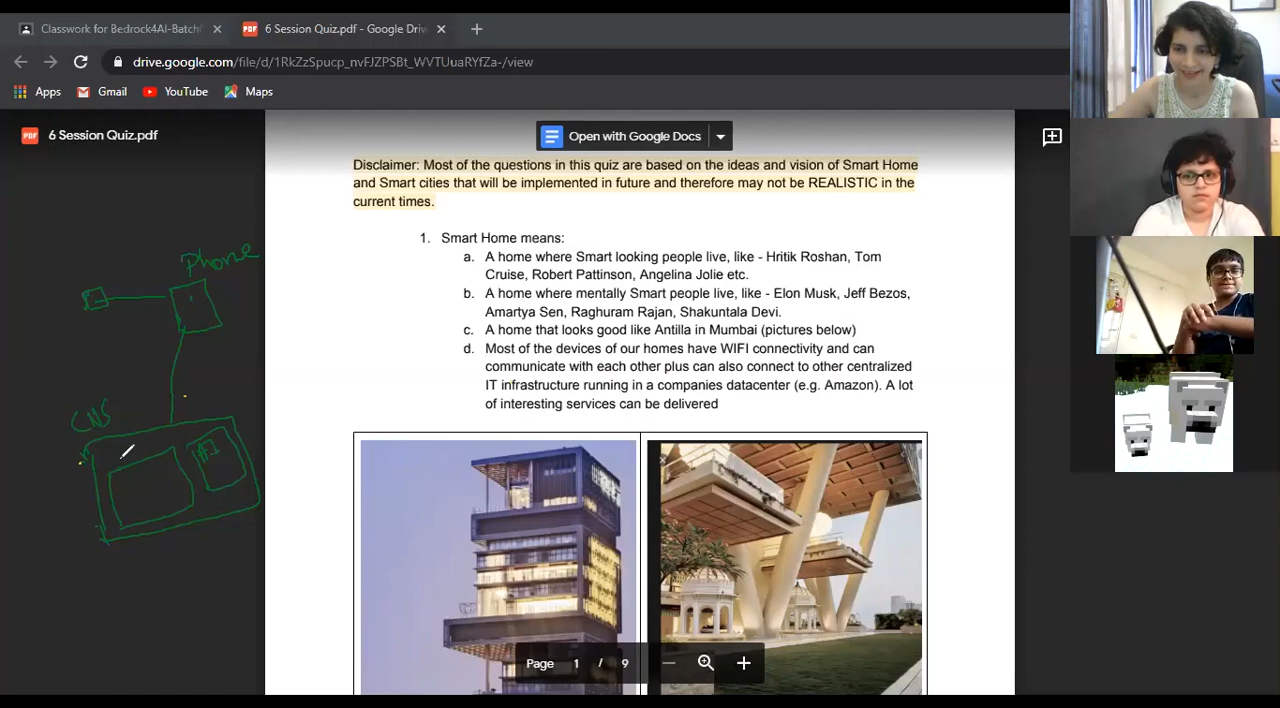 Classwork for Bedrock4AI-Batch
6 Session Quiz.pdf - Google Driv
drive.google.com/file/d/1RkZzSpucp_nvFJZPSBt_WVTUuaRYfZa-/view
Apps Gmail YouTube Maps
PDF 6 Session Quiz.pdf
Open with Google Docs
Disclaimer: Most of the questions in this quiz are based on the ideas and vision of Smart Home
and Smart cities that will be implemented in future and therefore may not be REALISTIC in the
current times.
1. Smart Home means:
a. A home where Smart looking people live, like - Hritik Roshan, Tom
Cruise, Robert Pattinson, Angelina Jolie etc.
b. A home where mentally Smart people live, like - Elon Musk, Jeff Bezos,
Amartya Sen, Raghuram Rajan, Shakuntala Devi.
c. A home that looks good like Antilla in Mumbai (pictures below)
d. Most of the devices of our homes have WIFI connectivity and can
communicate with each other plus can also connect to other centralized
IT infrastructure running in a companies datacenter (e.g. Amazon). A lot
of interesting services can be delivered
Phone
CNS
Page 1 / 9